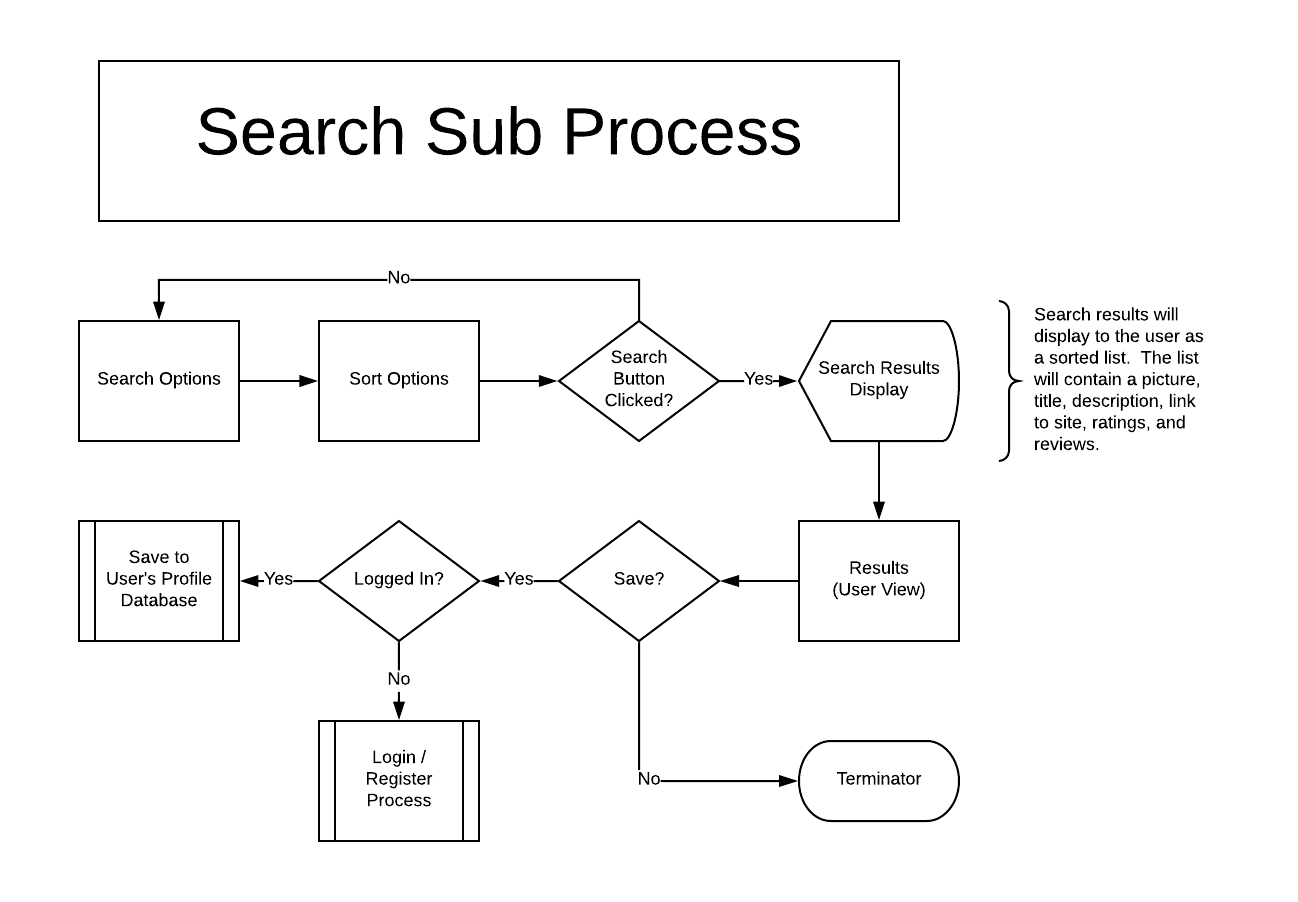 Search Sub Process
No
Search Options
Sort Options
Search
Button
Clicked?
Yes
Search Results
Display
Search results will
display to the user as
a sorted list.  The list
will contain a picture,
title, description, link
to site, ratings, and
reviews.
Save to
User's Profile
Database
Yes
Logged In?
Yes
Save?
Results
(User View)
No
Login /
Register
Process
No
Terminator